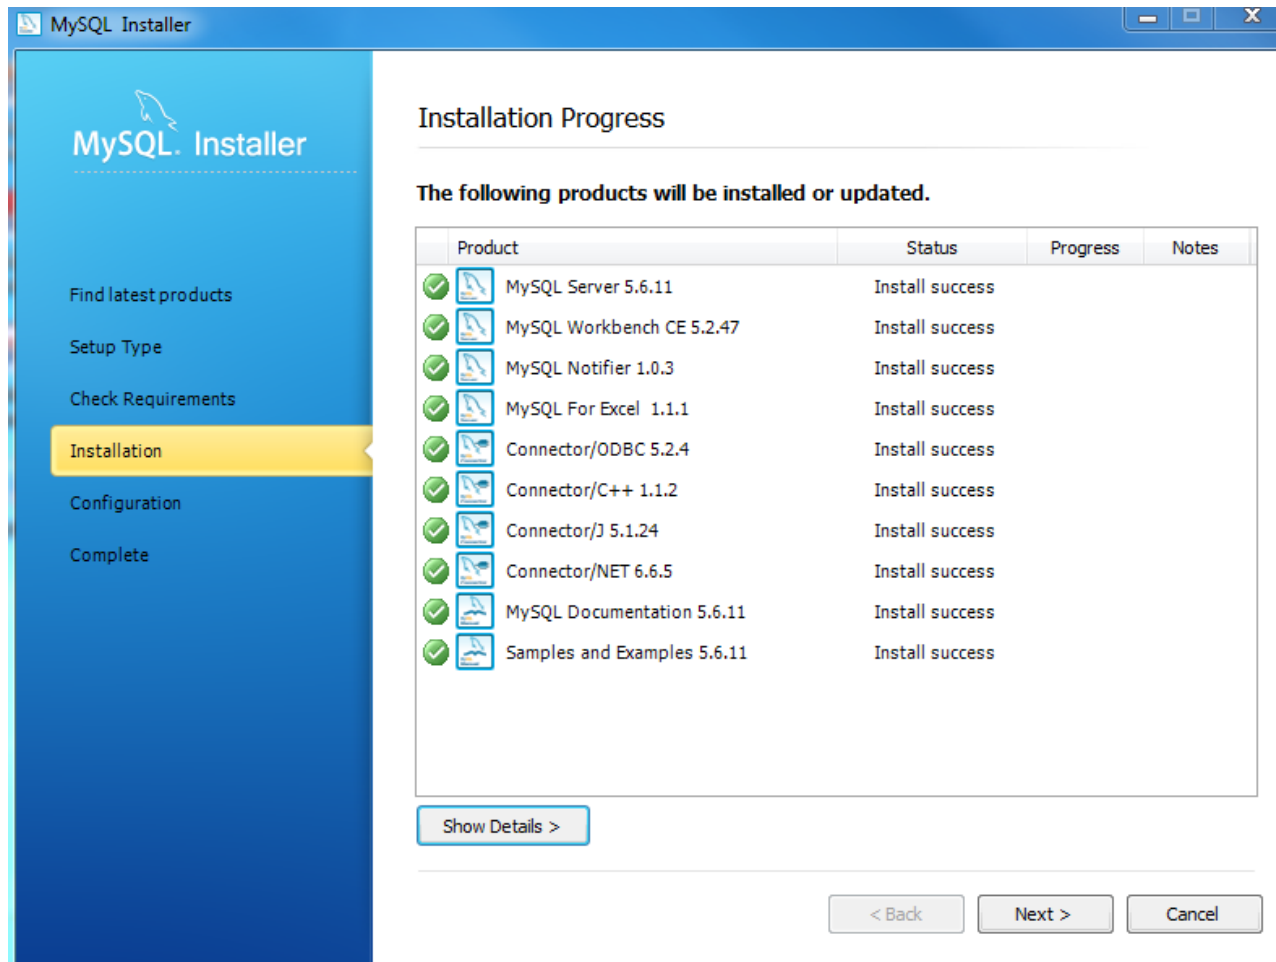 MySQL Installer
MySQL. Installer
Find latest products
Setup Type
Check Requirements
Installation
Configuration
Complete
Installation Progress
The following products will be installed or updated.
Product Status Progress Notes
MySQL Server 5.6.11 Install success
MySQL Workbench CE 5.2.47 Install success
MySQL Notifier 1.0.3 Install success
MySQL For Excel 1.1.1 Install success
Connector/ODBC 5.2.4 Install success
Connector/C++ 1.1.2 Install success
Connector/J 5.1.24 Install success
Connector/NET 6.6.5 Install success
MySQL Documentation 5.6.11 Install success
Samples and Examples 5.6.11 Install success
Show Details >
< Back Next > Cancel